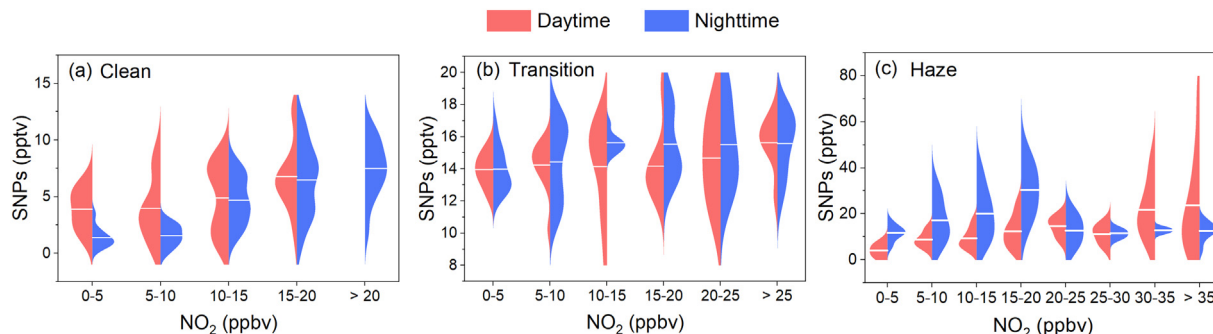 Daytime Nighttime
(a) Clean
SNPs (pptv)
15
10
5
0
0-5 5-10 10-15 15-20 > 20
NO₂ (ppbv)
(b) Transition
SNPs (pptv)
20
18
16
14
12
10
8
0-5 5-10 10-15 15-20 20-25 > 25
NO₂ (ppbv)
(c) Haze
SNPs (pptv)
80
60
40
20
0
0-5 5-10 10-15 15-20 20-25 25-30 30-35 > 35
NO₂ (ppbv)